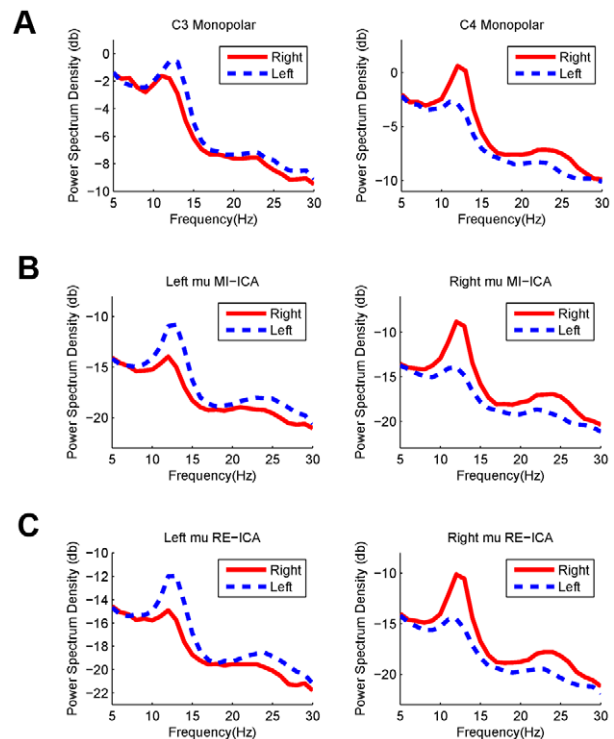 A
C3 Monopolar
Power Spectrum Density (db)
0
−2
−4
−6
−8
−10
5 10 15 20 25 30
Frequency(Hz)
Right
Left
C4 Monopolar
Power Spectrum Density (db)
0
−5
−10
5 10 15 20 25 30
Frequency(Hz)
Right
Left
B
Left mu MI−ICA
Power Spectrum Density (db)
−10
−15
−20
5 10 15 20 25 30
Frequency(Hz)
Right
Left
Right mu MI−ICA
Power Spectrum Density (db)
−10
−15
−20
5 10 15 20 25 30
Frequency(Hz)
Right
Left
C
Left mu RE−ICA
Power Spectrum Density (db)
−10
−12
−14
−16
−18
−20
−22
5 10 15 20 25 30
Frequency(Hz)
Right
Left
Right mu RE−ICA
Power Spectrum Density (db)
−10
−15
−20
5 10 15 20 25 30
Frequency(Hz)
Right
Left